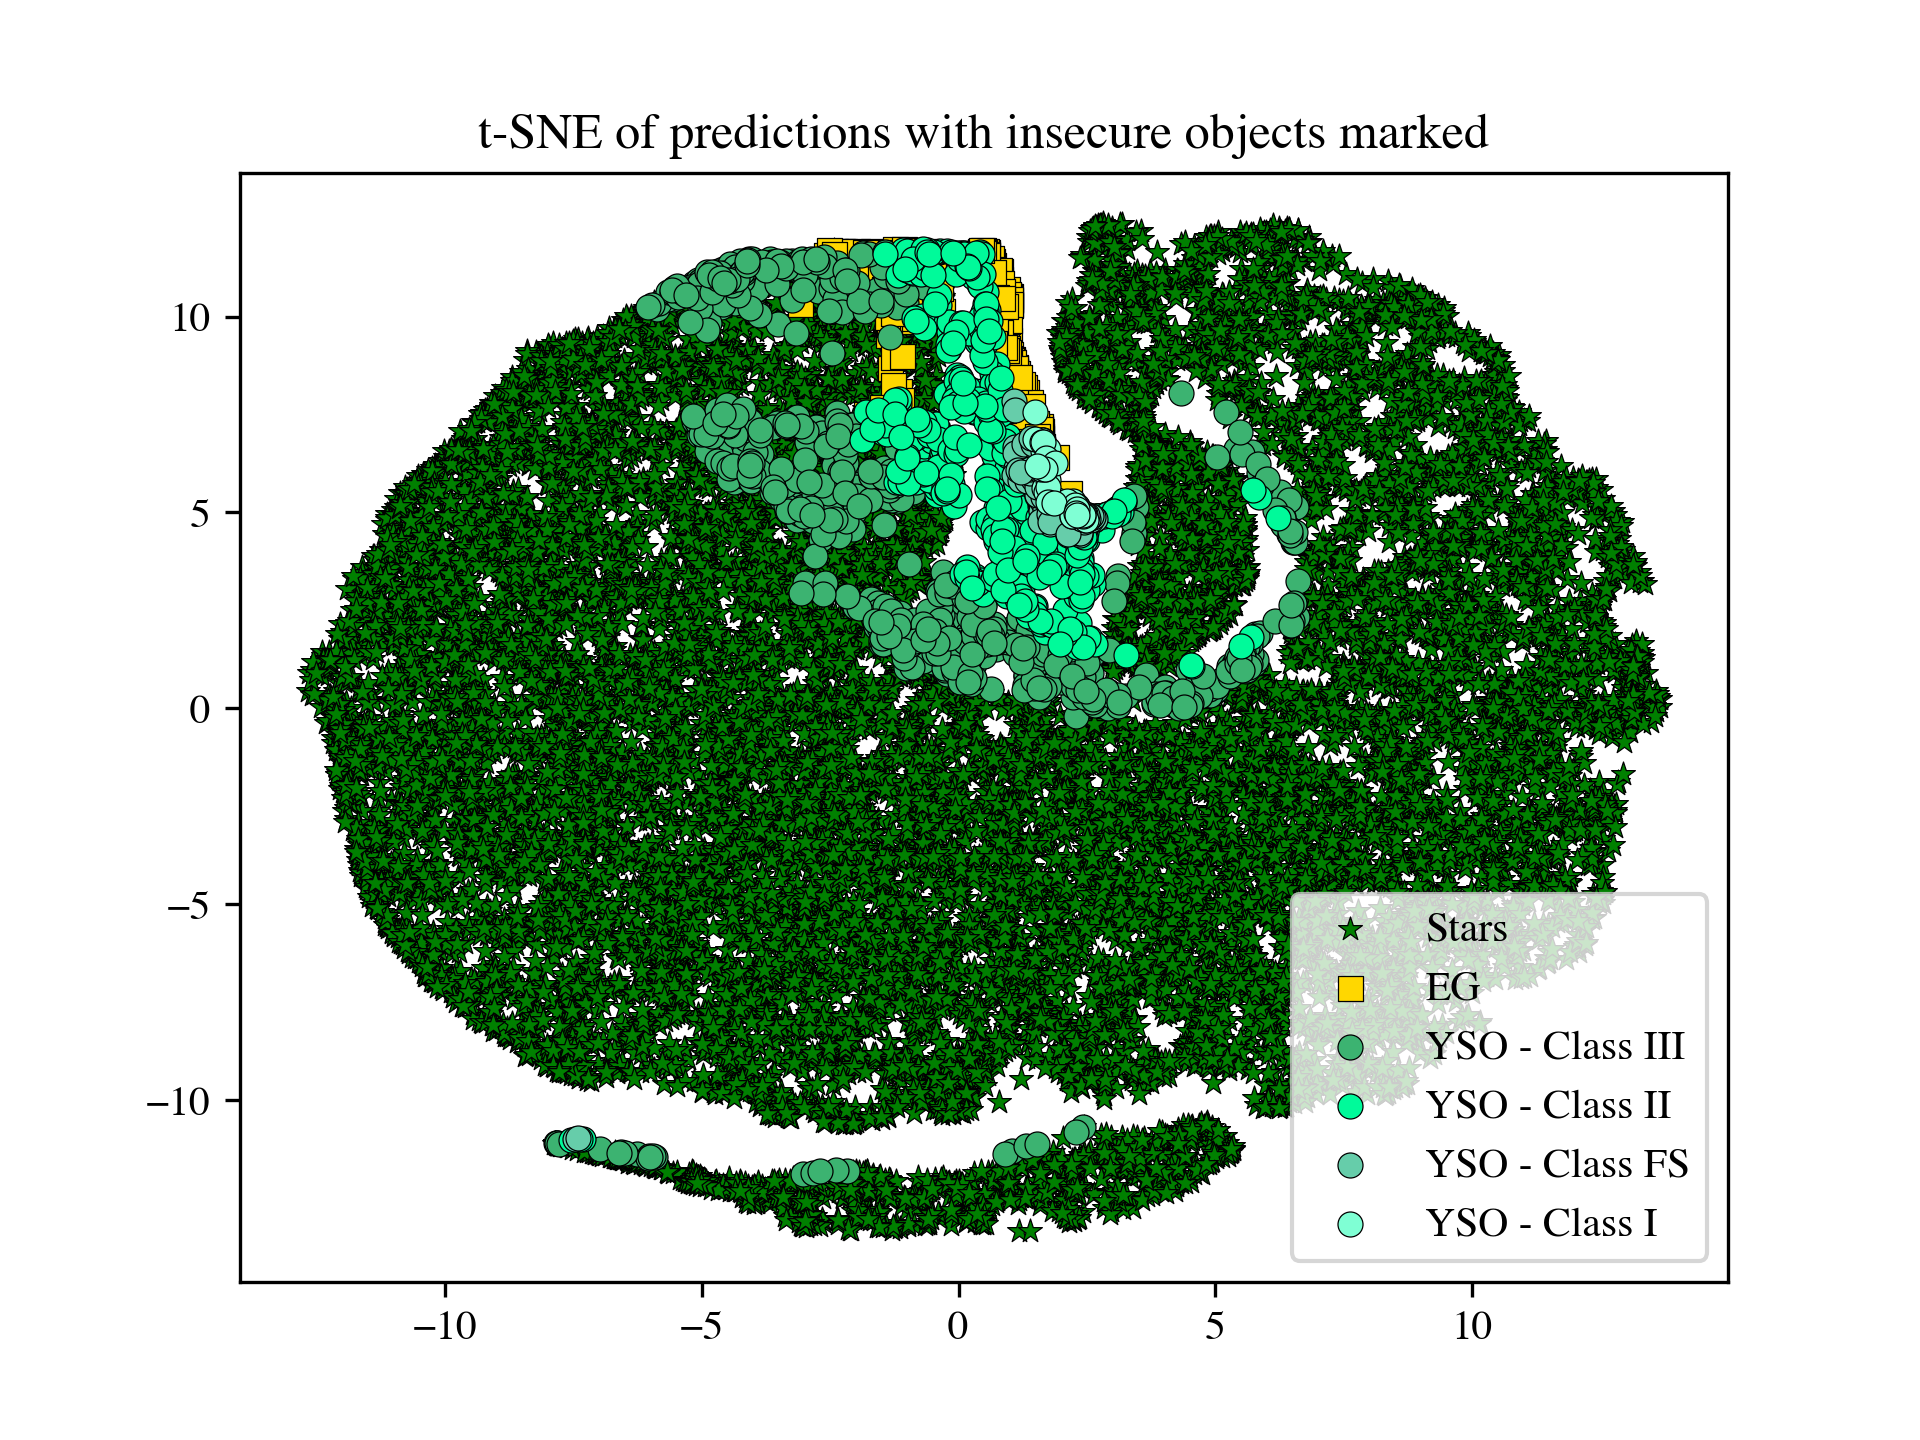 t-SNE of predictions with insecure objects marked
10
5
0
−5
−10
Stars
EG
YSO - Class III
YSO - Class II
YSO - Class FS
YSO - Class I
−10
−5
0
5
10